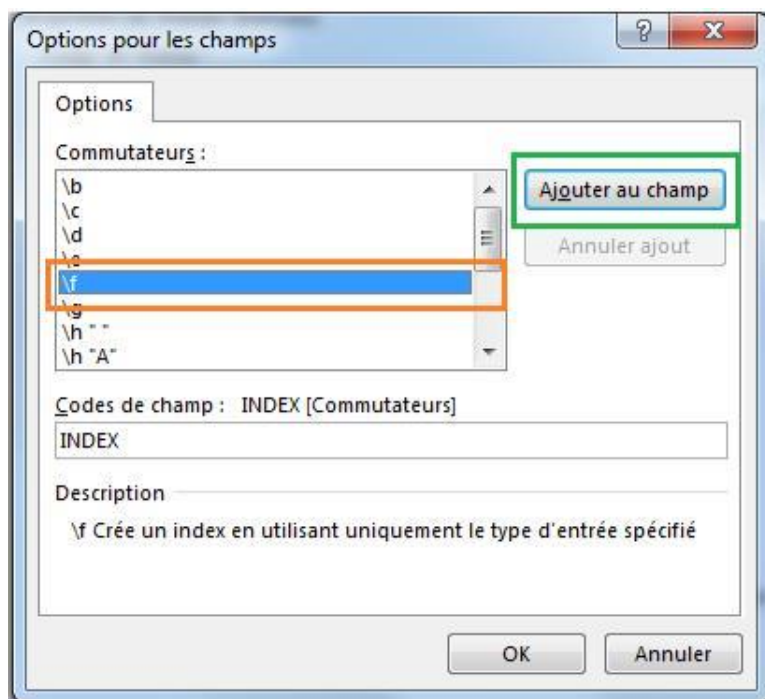 Options pour les champs
Options
Commutateurs :
\b
\c
\d
\e
\f
\g
\h " "
\h "A"
Ajouter au champ
Annuler ajout
Codes de champ : INDEX [Commutateurs]
INDEX
Description
\f Crée un index en utilisant uniquement le type d'entrée spécifié
OK
Annuler